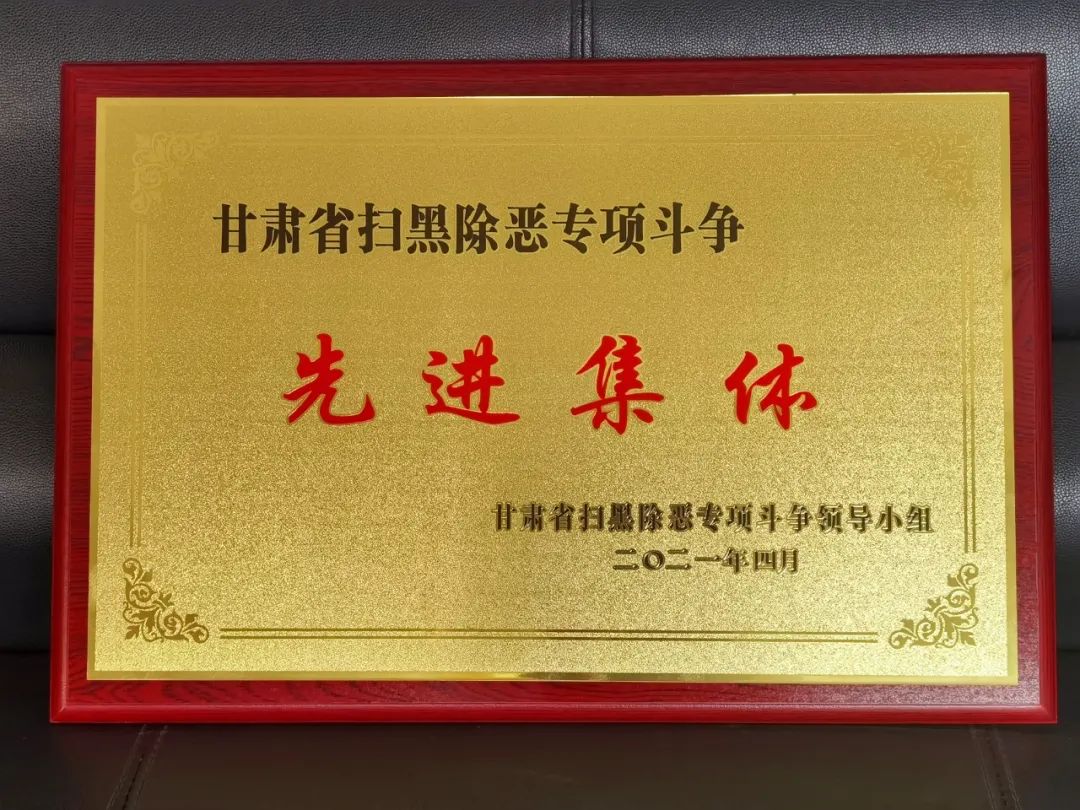 甘肃省扫黑除恶专项斗争
先进集体
甘肃省扫黑除恶专项斗争领导小组
二〇二一年四月